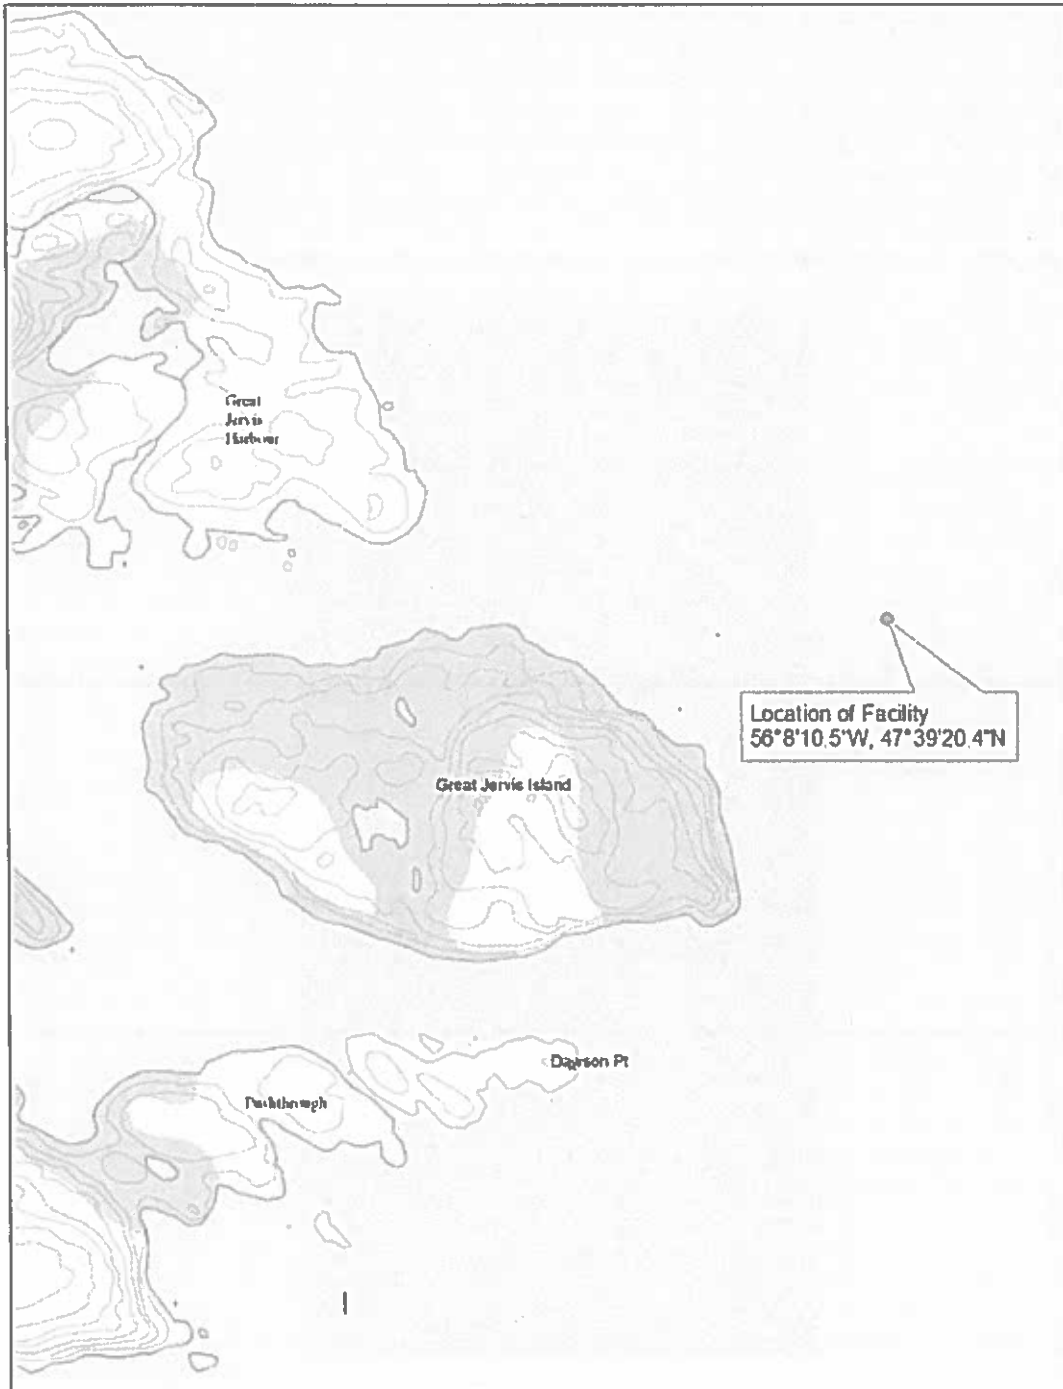 Great
Jervis
Harbour
Location of Facility
56°8'10.5"W, 47°39'20.4"N
Great Jervis Island
Dawson Pt
Pushthrough